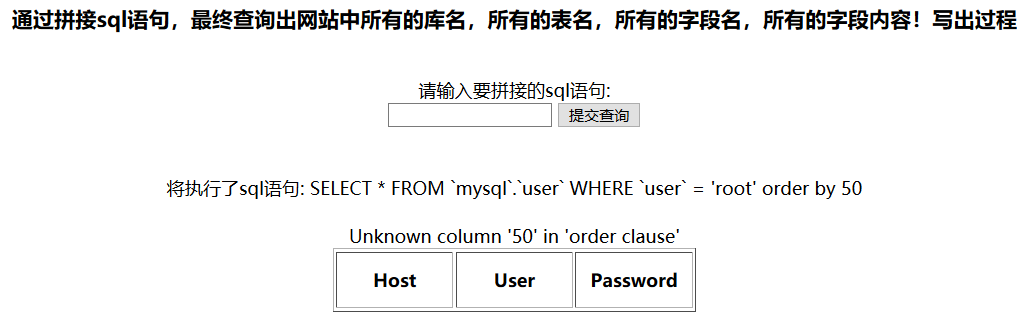 通过拼接sql语句，最终查询出网站中所有的库名，所有的表名，所有的字段名，所有的字段内容！写出过程
请输入要拼接的sql语句:
提交查询
将执行了sql语句: SELECT * FROM `mysql`.`user` WHERE `user` = 'root' order by 50
Unknown column '50' in 'order clause'
Host User Password